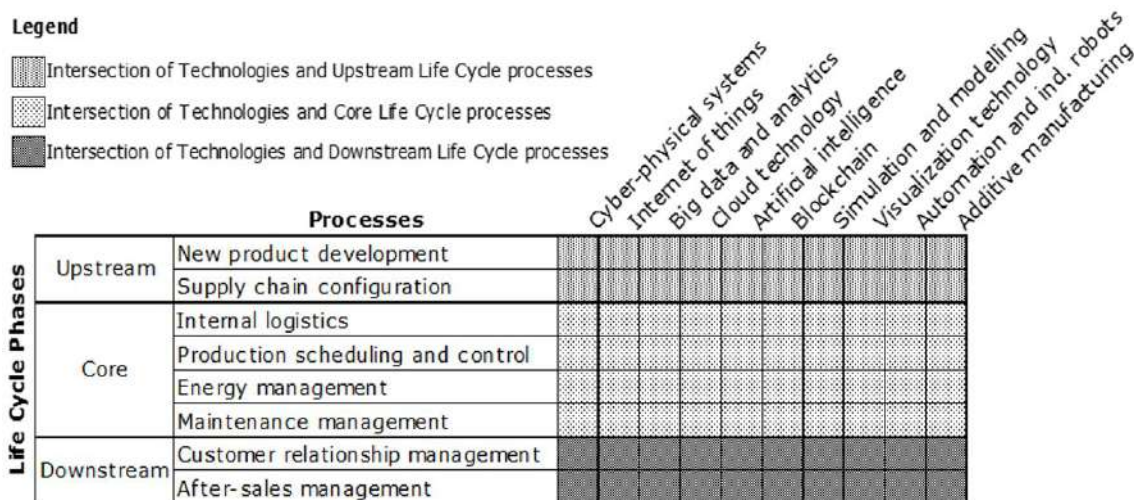 Legend
Intersection of Technologies and Upstream Life Cycle processes
Intersection of Technologies and Core Life Cycle processes
Intersection of Technologies and Downstream Life Cycle processes
Cyber-physical systems
Internet of things
Big data and analytics
Cloud technology
Artificial intelligence
Blockchain
Simulation and modelling
Visualization technology
Automation and ind. robots
Additive manufacturing
Processes
Life Cycle Phases
Upstream
New product development
Supply chain configuration
Core
Internal logistics
Production scheduling and control
Energy management
Maintenance management
Downstream
Customer relationship management
After-sales management